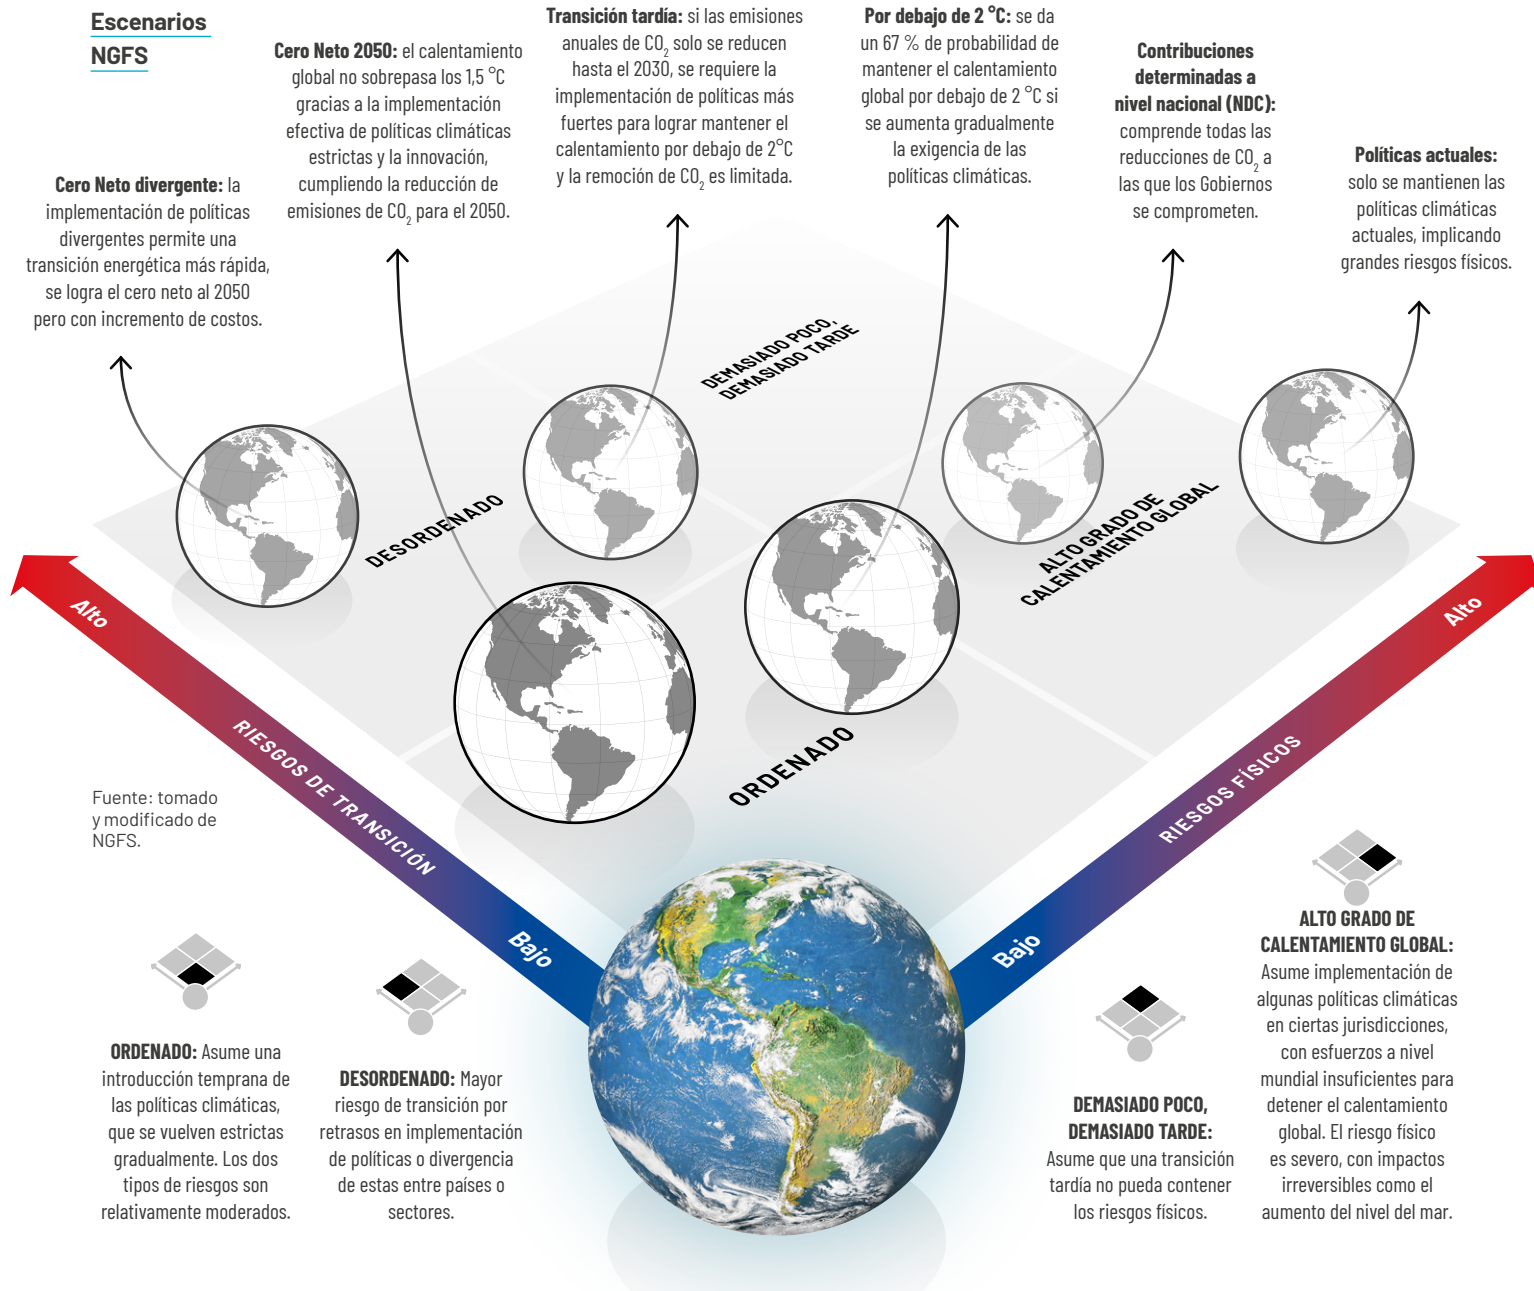 Escenarios
NGFS
Cero Neto divergente: la
implementación de políticas
divergentes permite una
transición energética más rápida,
se logra el cero neto al 2050
pero con incremento de costos.
Cero Neto 2050: el calentamiento
global no sobrepasa los 1,5 °C
gracias a la implementación
efectiva de políticas climáticas
estrictas y la innovación,
cumpliendo la reducción de
emisiones de CO₂ para el 2050.
Transición tardía: si las emisiones
anuales de CO₂ solo se reducen
hasta el 2030, se requiere la
implementación de políticas más
fuertes para lograr mantener el
calentamiento por debajo de 2°C
y la remoción de CO₂ es limitada.
Por debajo de 2 °C: se da
un 67 % de probabilidad de
mantener el calentamiento
global por debajo de 2 °C si
se aumenta gradualmente
la exigencia de las
políticas climáticas.
Contribuciones
determinadas a
nivel nacional (NDC):
comprende todas las
reducciones de CO₂ a
las que los Gobiernos
se comprometen.
Políticas actuales:
solo se mantienen las
políticas climáticas
actuales, implicando
grandes riesgos físicos.
DEMASIADO POCO,
DEMASIADO TARDE
DESORDENADO
ALTO GRADO DE
CALENTAMIENTO GLOBAL
ORDENADO
Alto
RIESGOS DE TRANSICIÓN
Bajo
Alto
RIESGOS FÍSICOS
Bajo
Fuente: tomado
y modificado de
NGFS.
ORDENADO: Asume una
introducción temprana de
las políticas climáticas,
que se vuelven estrictas
gradualmente. Los dos
tipos de riesgos son
relativamente moderados.
DESORDENADO: Mayor
riesgo de transición por
retrasos en implementación
de políticas o divergencia
de estas entre países o
sectores.
DEMASIADO POCO,
DEMASIADO TARDE:
Asume que una transición
tardía no pueda contener
los riesgos físicos.
ALTO GRADO DE
CALENTAMIENTO GLOBAL:
Asume implementación de
algunas políticas climáticas
en ciertas jurisdicciones,
con esfuerzos a nivel
mundial insuficientes para
detener el calentamiento
global. El riesgo físico
es severo, con impactos
irreversibles como el
aumento del nivel del mar.